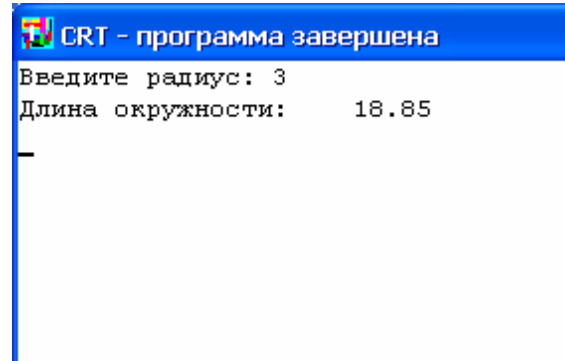 CRT - программа завершена
Введите радиус: 3
Длина окружности:    18.85